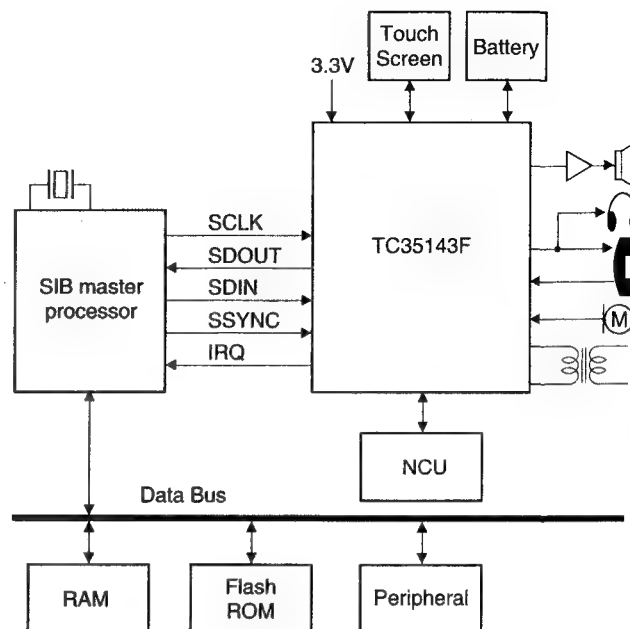 Touch
Screen
Battery
3.3V
SCLK
SDOUT
SDIN
SSYNC
IRQ
SIB master
processor
TC35143F
M
NCU
Data Bus
RAM
Flash
ROM
Peripheral